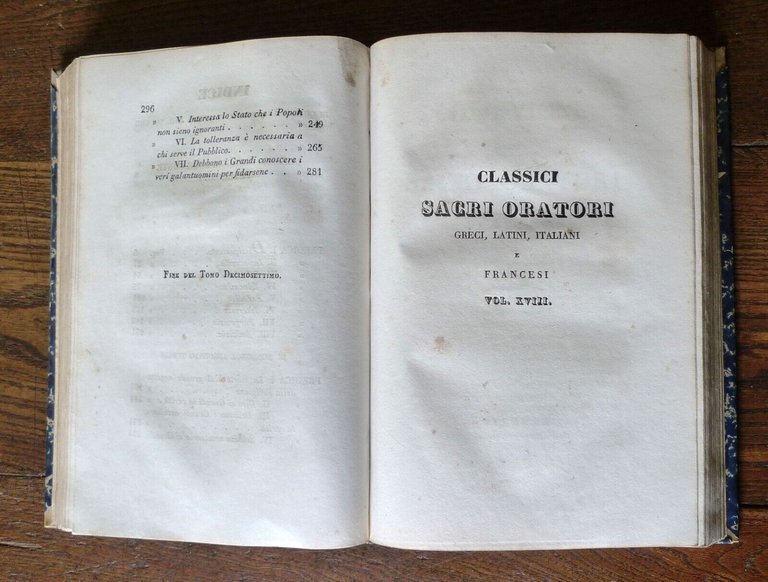 296
" V. Interessa lo Stato che i Popoli
non sieno ignoranti . . . . . . " 249
" VI. La tolleranza è necessaria a
chi serve il Pubblico. . . . . . " 265
" VII. Debbono i Grandi conoscere i
veri galantuomini per fidarsene . . " 281
Fine del Tomo Decimosettimo.
CLASSICI
SACRI ORATORI
GRECI, LATINI, ITALIANI
E
FRANCESI
VOL. XVIII.